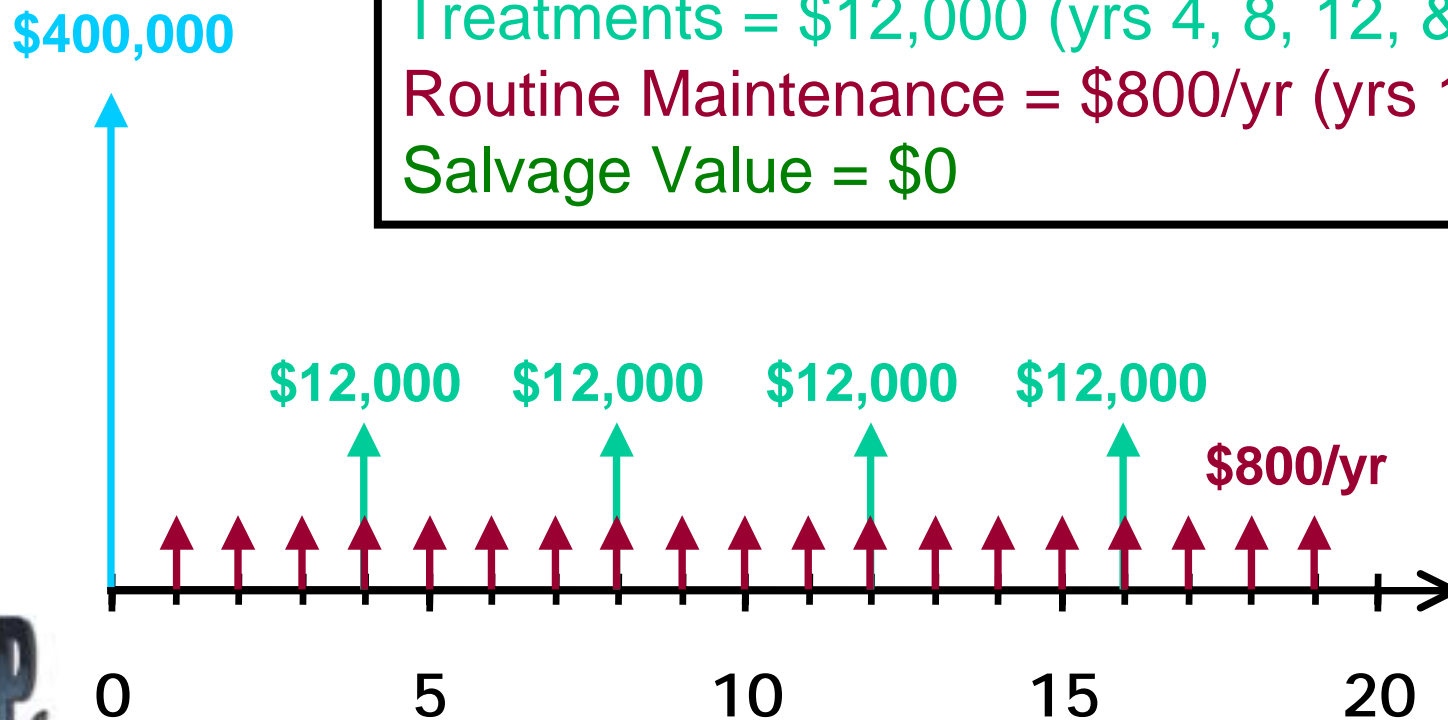 $400,000
Treatments = $12,000 (yrs 4, 8, 12, &
Routine Maintenance = $800/yr (yrs 1
Salvage Value = $0
$12,000 $12,000 $12,000 $12,000
$800/yr
0 5 10 15 20